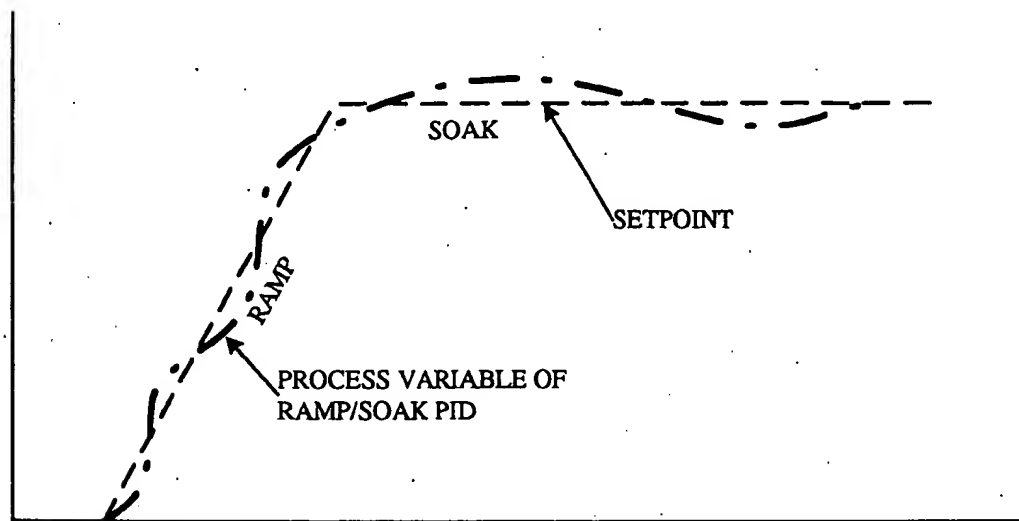 SOAK
SETPOINT
RAMP
PROCESS VARIABLE OF
RAMP/SOAK PID